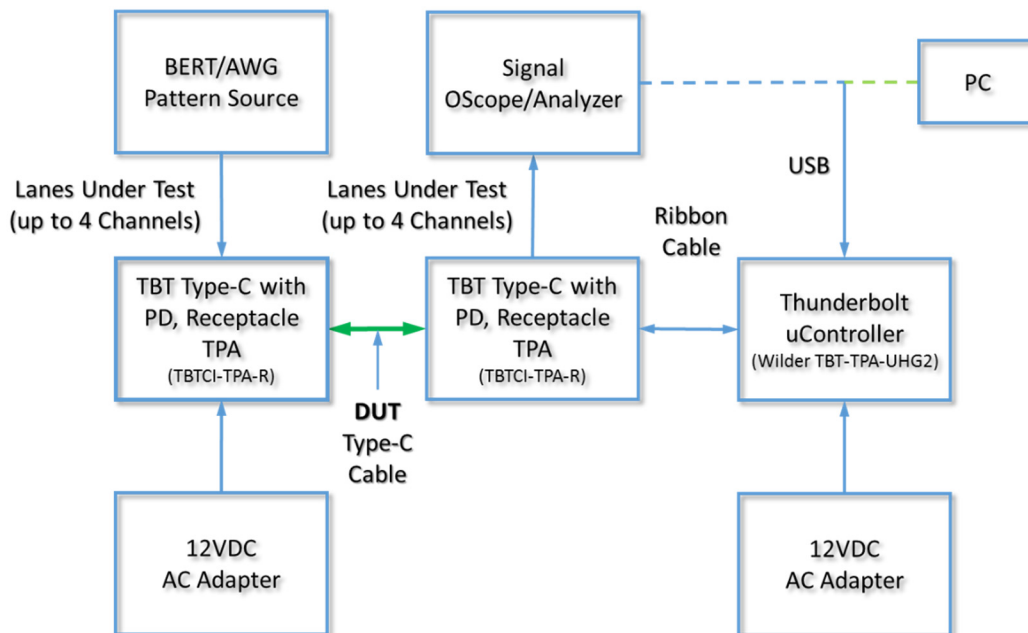 BERT/AWG
Pattern Source
Signal
OScope/Analyzer
PC
USB
Lanes Under Test
(up to 4 Channels)
Lanes Under Test
(up to 4 Channels)
Ribbon
Cable
TBT Type-C with
PD, Receptacle
TPA
(TBTCI-TPA-R)
TBT Type-C with
PD, Receptacle
TPA
(TBTCI-TPA-R)
Thunderbolt
uController
(Wilder TBT-TPA-UHG2)
DUT
Type-C
Cable
12VDC
AC Adapter
12VDC
AC Adapter